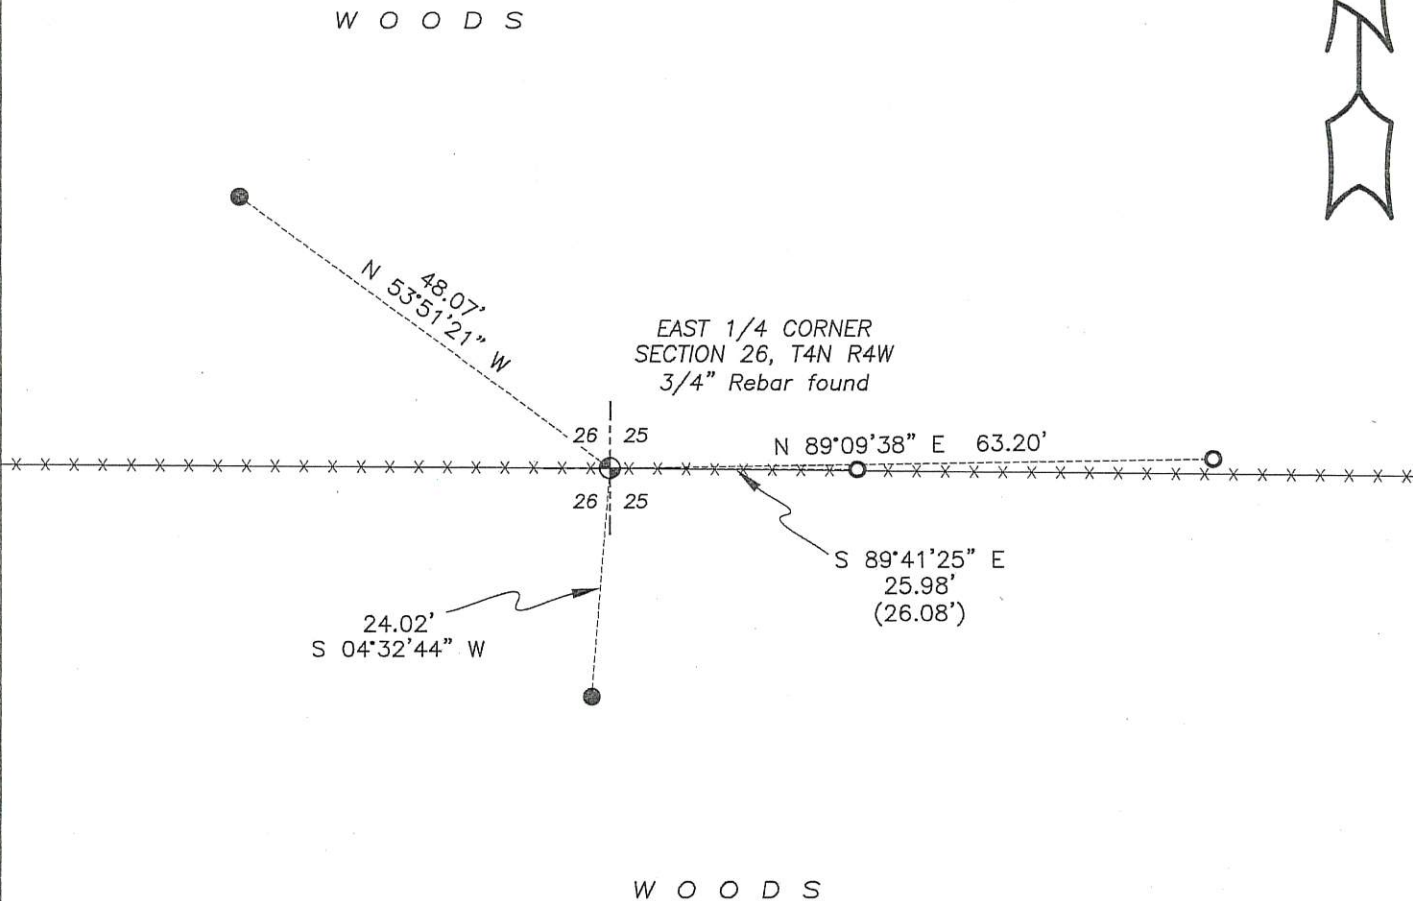 WOODS
48.07'
N 53°51'21" W
EAST 1/4 CORNER
SECTION 26, T4N R4W
3/4" Rebar found
26 25
N 89°09'38" E 63.20'
26 25
S 89°41'25" E
25.98'
(26.08')
24.02'
S 04°32'44" W
WOODS